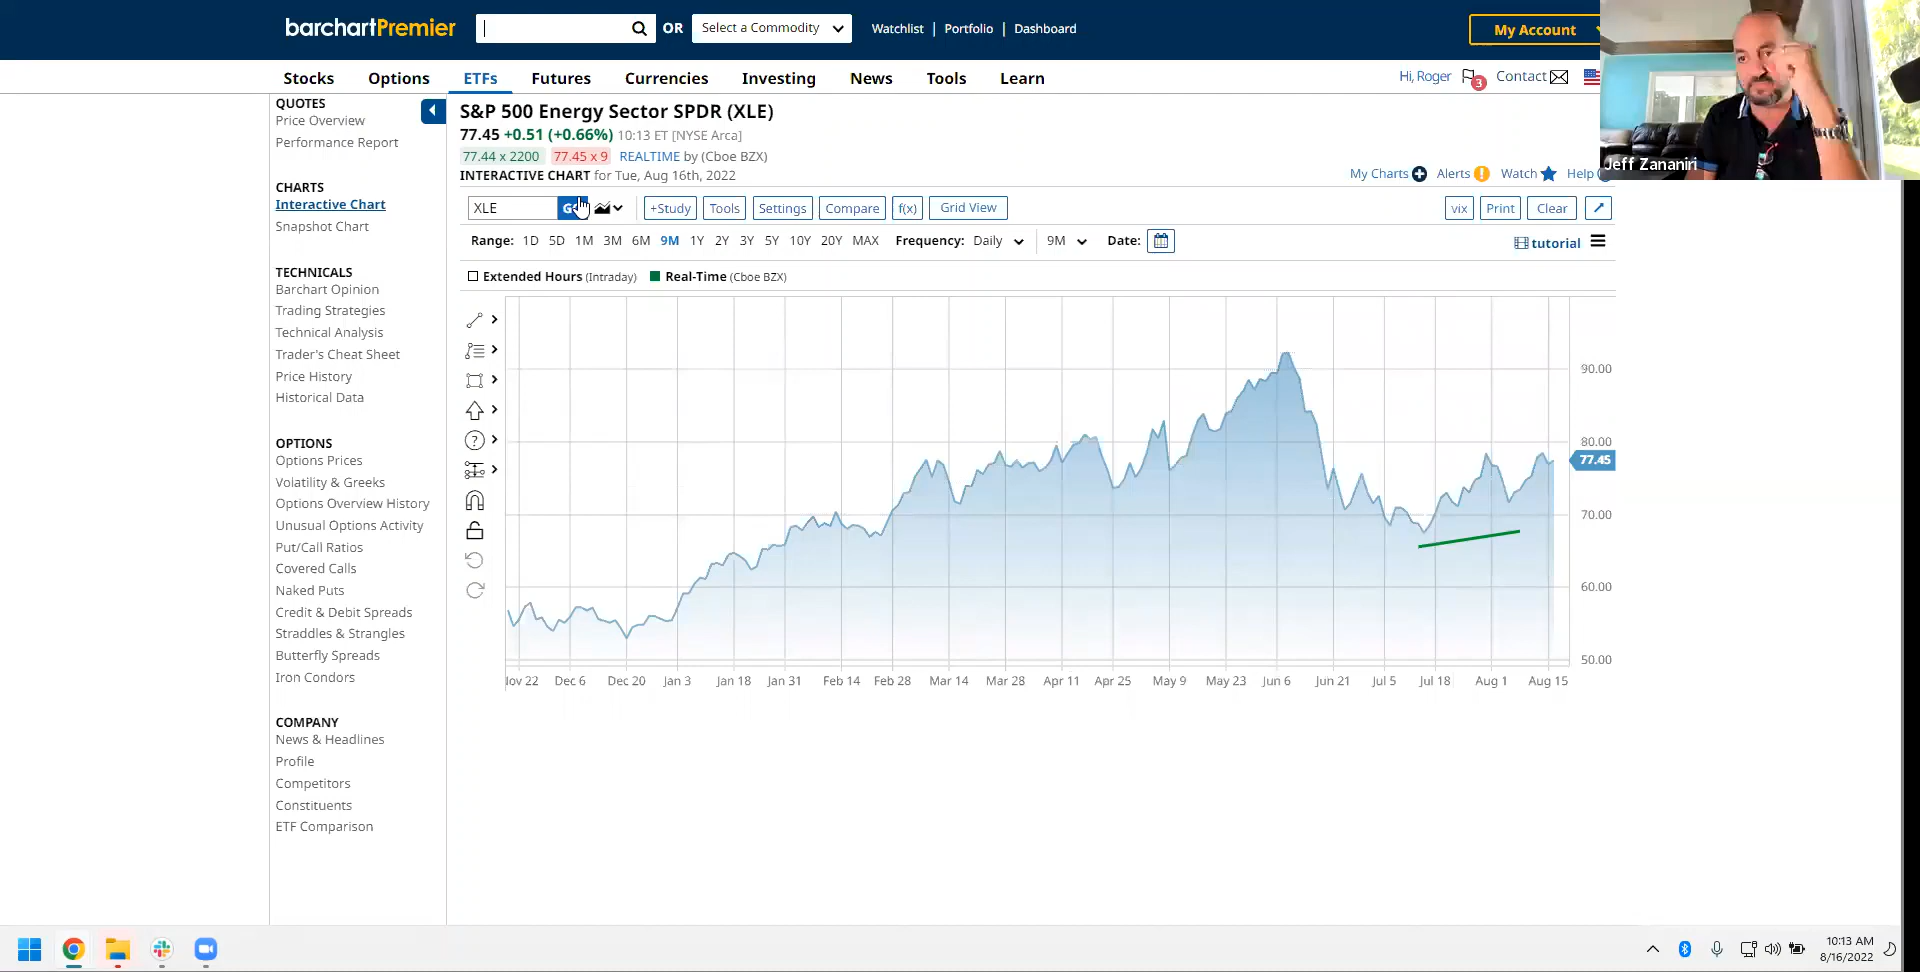 barchartPremier
OR
Select a Commodity
Watchlist | Portfolio | Dashboard
My Account
Stocks Options ETFs Futures Currencies Investing News Tools Learn
Hi, Roger
3
Contact
Jeff Zananiri
QUOTES
Price Overview
Performance Report
CHARTS
Interactive Chart
Snapshot Chart
TECHNICALS
Barchart Opinion
Trading Strategies
Technical Analysis
Trader's Cheat Sheet
Price History
Historical Data
OPTIONS
Options Prices
Volatility & Greeks
Options Overview History
Unusual Options Activity
Put/Call Ratios
Covered Calls
Naked Puts
Credit & Debit Spreads
Straddles & Strangles
Butterfly Spreads
Iron Condors
COMPANY
News & Headlines
Profile
Competitors
Constituents
ETF Comparison
S&P 500 Energy Sector SPDR (XLE)
77.45 +0.51 (+0.66%) 10:13 ET [NYSE Arca]
77.44 x 2200 77.45 x 9 REALTIME by (Cboe BZX)
INTERACTIVE CHART for Tue, Aug 16th, 2022
My Charts Alerts Watch Help
XLE
+Study Tools Settings Compare f(x) Grid View
vix Print Clear
Range: 1D 5D 1M 3M 6M 9M 1Y 2Y 3Y 5Y 10Y 20Y MAX Frequency: Daily 9M Date:
tutorial
Extended Hours (Intraday) Real-Time (Cboe BZX)
90.00
80.00
77.45
70.00
60.00
50.00
Dec 6 Dec 20 Jan 3 Jan 18 Jan 31 Feb 14 Feb 28 Mar 14 Mar 28 Apr 11 Apr 25 May 9 May 23 Jun 6 Jun 21 Jul 5 Jul 18 Aug 1 Aug 15
10:13 AM
8/16/2022